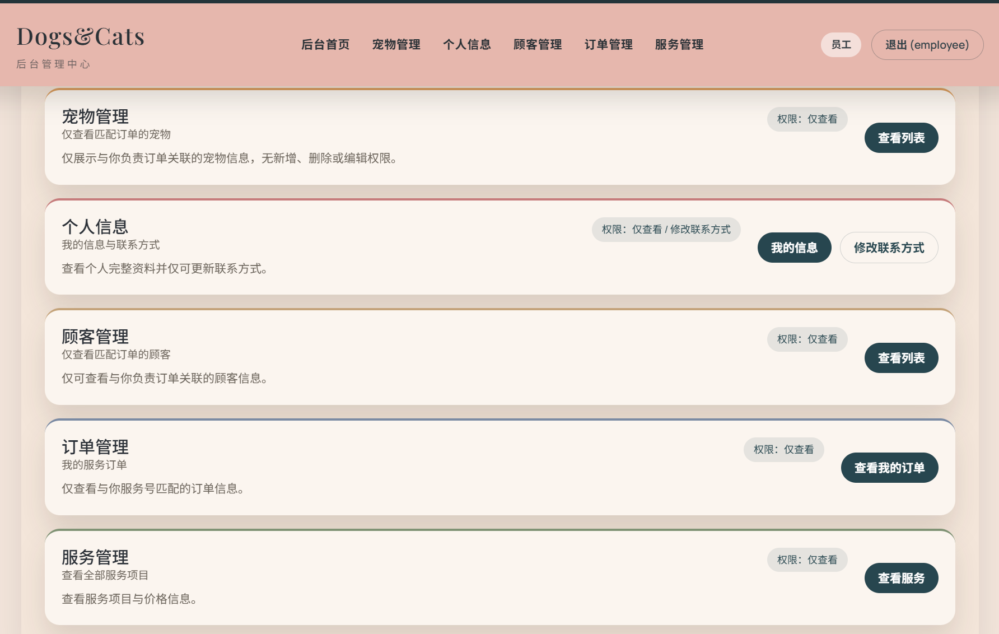 Dogs&Cats
后台管理中心
后台首页 宠物管理 个人信息 顾客管理 订单管理 服务管理
员工 退出 (employee)
宠物管理
仅查看匹配订单的宠物
仅展示与你负责订单关联的宠物信息，无新增、删除或编辑权限。
权限：仅查看
查看列表
个人信息
我的信息与联系方式
查看个人完整资料并仅可更新联系方式。
权限：仅查看 / 修改联系方式
我的信息 修改联系方式
顾客管理
仅查看匹配订单的顾客
仅可查看与你负责订单关联的顾客信息。
权限：仅查看
查看列表
订单管理
我的服务订单
仅查看与你服务号匹配的订单信息。
权限：仅查看
查看我的订单
服务管理
查看全部服务项目
查看服务项目与价格信息。
权限：仅查看
查看服务